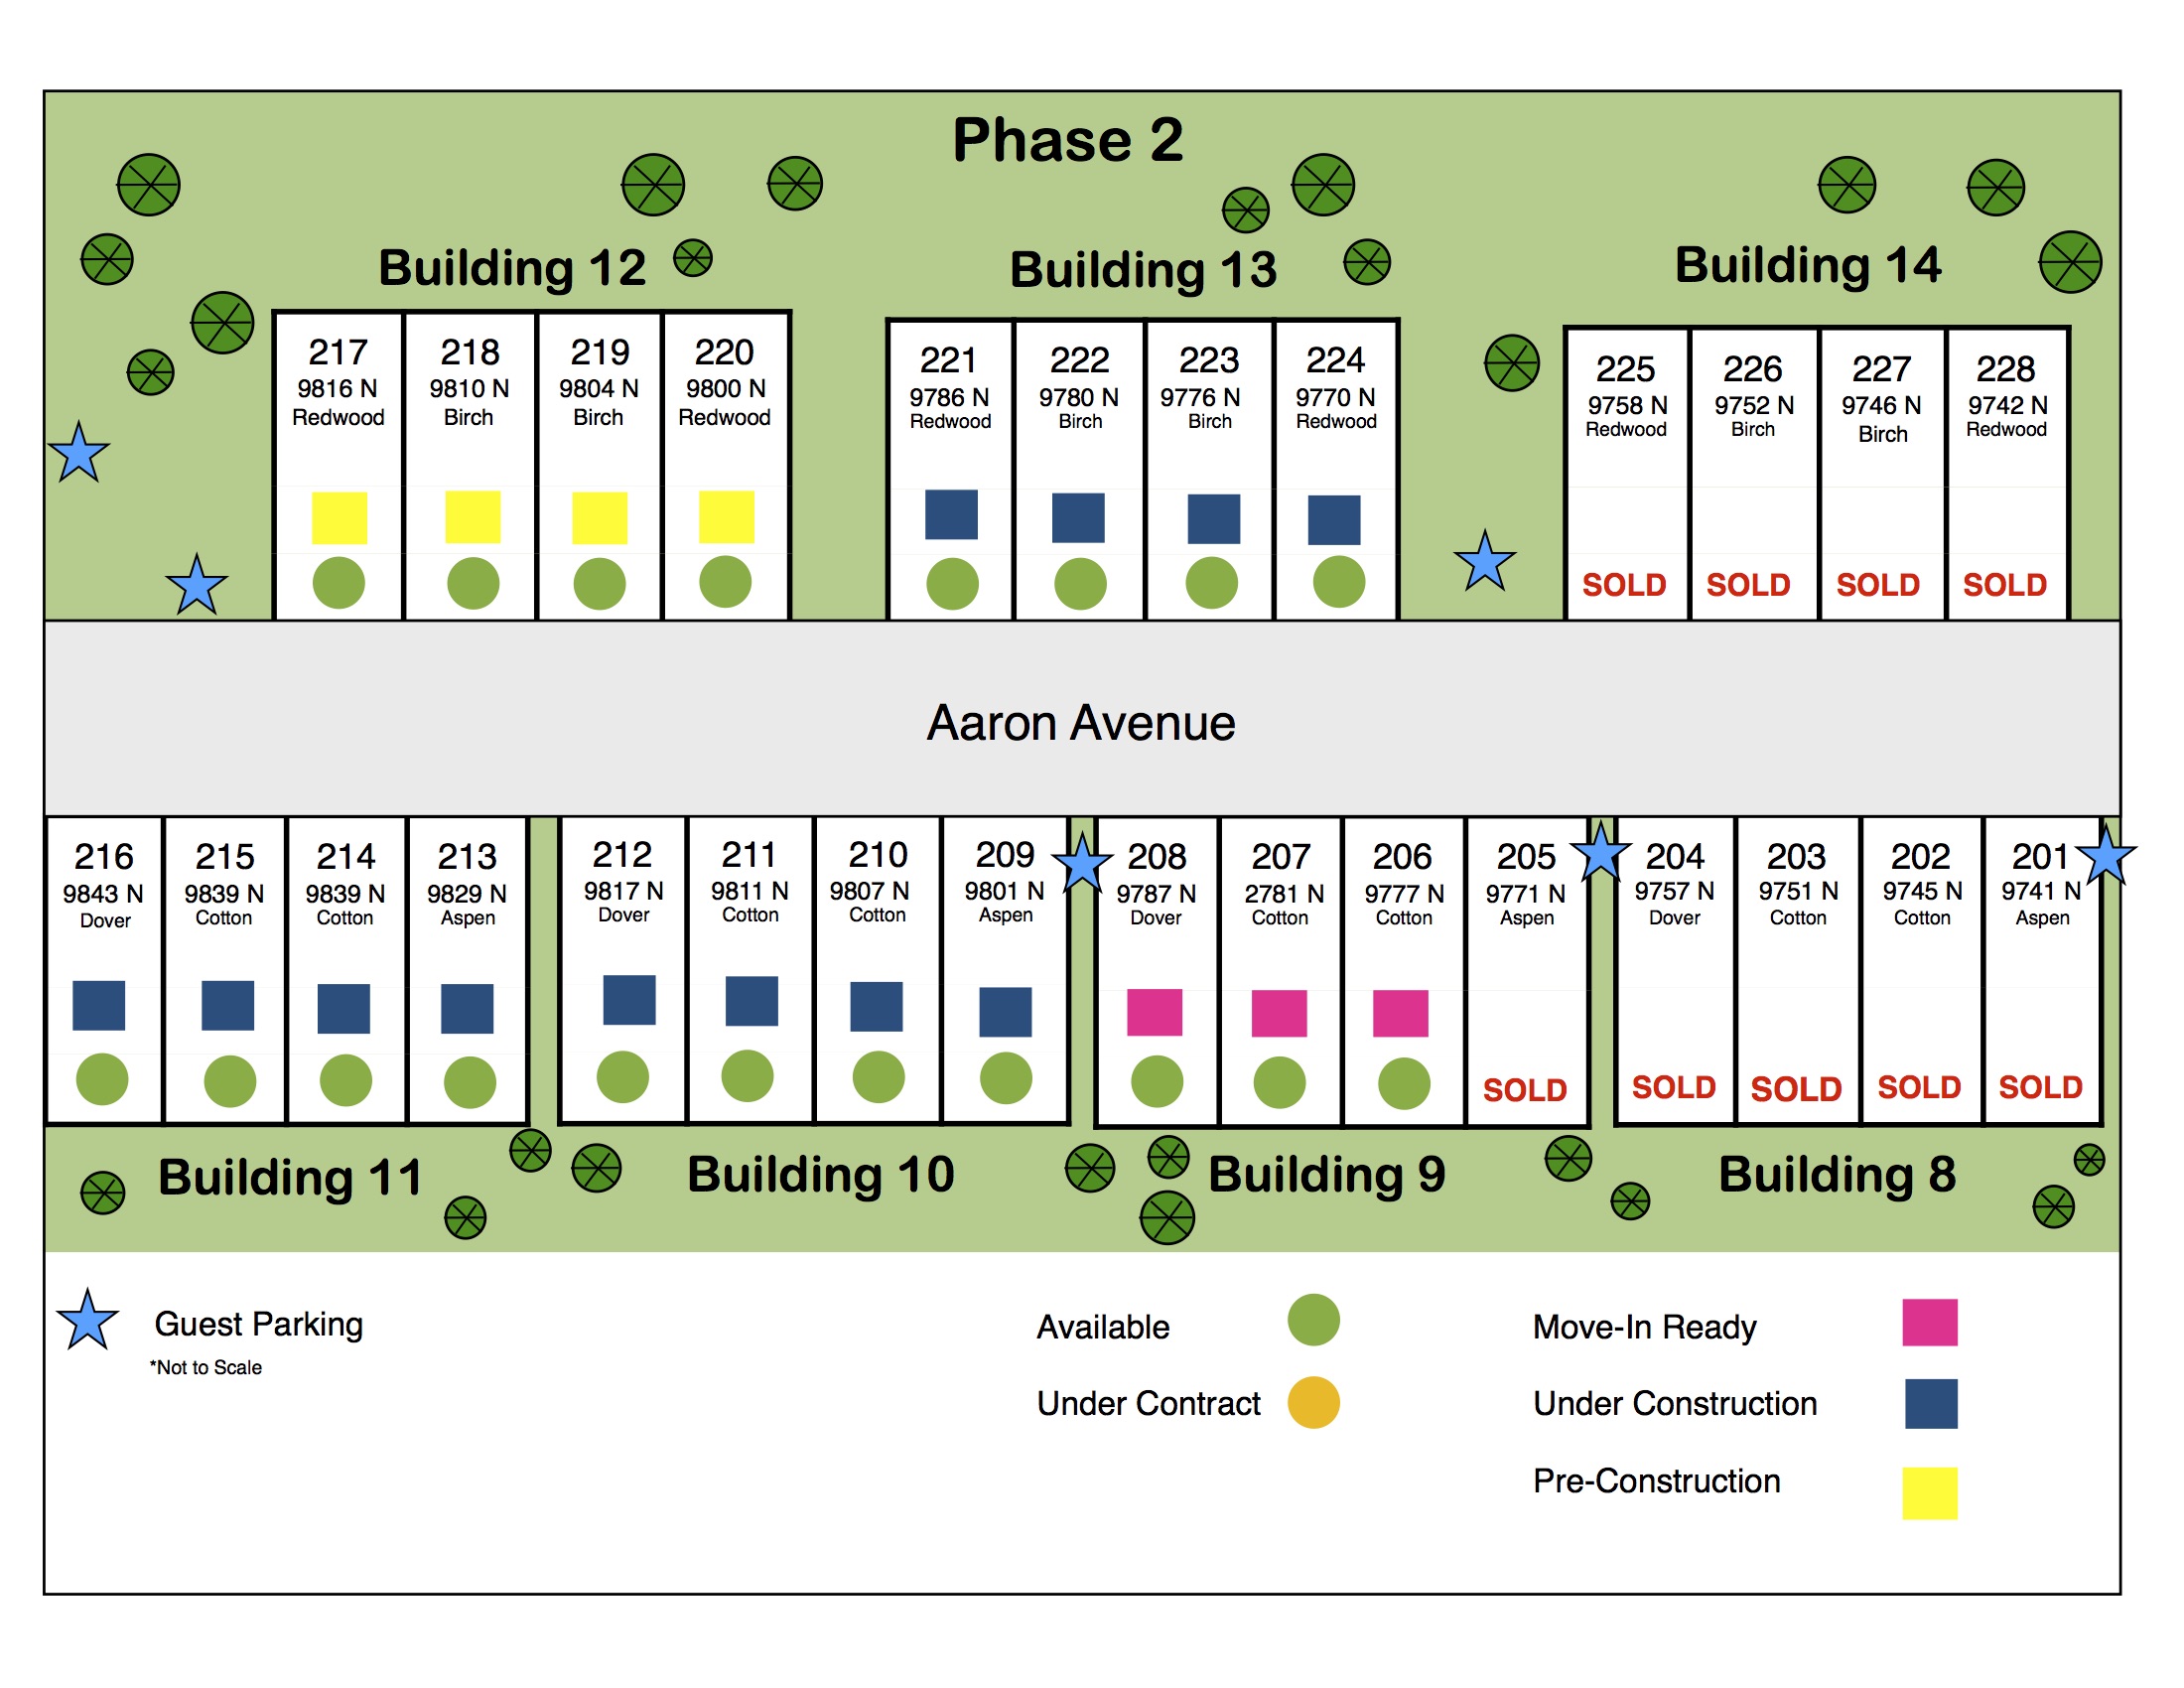 Phase 2
Building 12
Building 13
Building 14
217
9816 N
Redwood
218
9810 N
Birch
219
9804 N
Birch
220
9800 N
Redwood
221
9786 N
Redwood
222
9780 N
Birch
223
9776 N
Birch
224
9770 N
Redwood
225
9758 N
Redwood
SOLD
226
9752 N
Birch
SOLD
227
9746 N
Birch
SOLD
228
9742 N
Redwood
SOLD
Aaron Avenue
216
9843 N
Dover
215
9839 N
Cotton
214
9839 N
Cotton
213
9829 N
Aspen
212
9817 N
Dover
211
9811 N
Cotton
210
9807 N
Cotton
209
9801 N
Aspen
208
9787 N
Dover
207
2781 N
Cotton
206
9777 N
Cotton
205
9771 N
Aspen
SOLD
204
9757 N
Dover
SOLD
203
9751 N
Cotton
SOLD
202
9745 N
Cotton
SOLD
201
9741 N
Aspen
SOLD
Building 11
Building 10
Building 9
Building 8
Guest Parking
*Not to Scale
Available
Under Contract
Move-In Ready
Under Construction
Pre-Construction